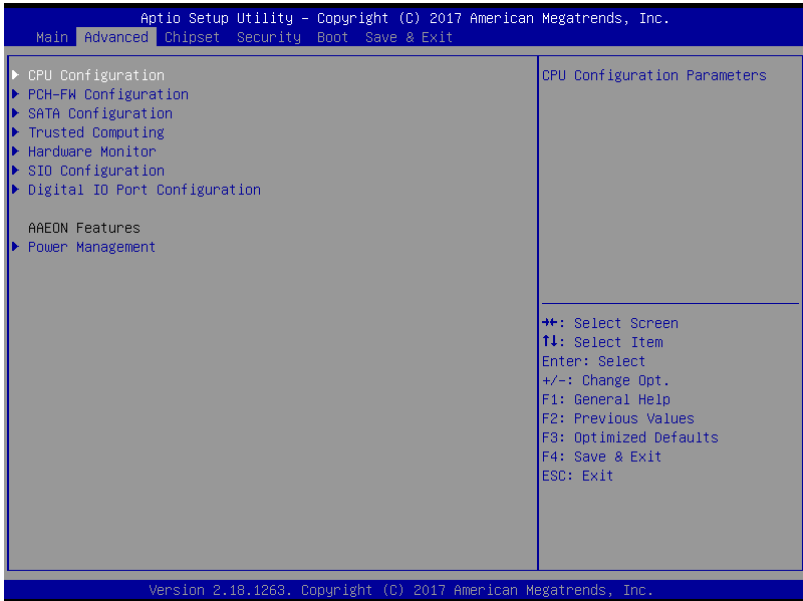 Aptio Setup Utility – Copyright (C) 2017 American Megatrends, Inc.
Main Advanced Chipset Security Boot Save & Exit
CPU Configuration
PCH-FW Configuration
SATA Configuration
Trusted Computing
Hardware Monitor
SIO Configuration
Digital IO Port Configuration
AAEON Features
Power Management
CPU Configuration Parameters
→←: Select Screen
↑↓: Select Item
Enter: Select
+/-: Change Opt.
F1: General Help
F2: Previous Values
F3: Optimized Defaults
F4: Save & Exit
ESC: Exit
Version 2.18.1263. Copyright (C) 2017 American Megatrends, Inc.